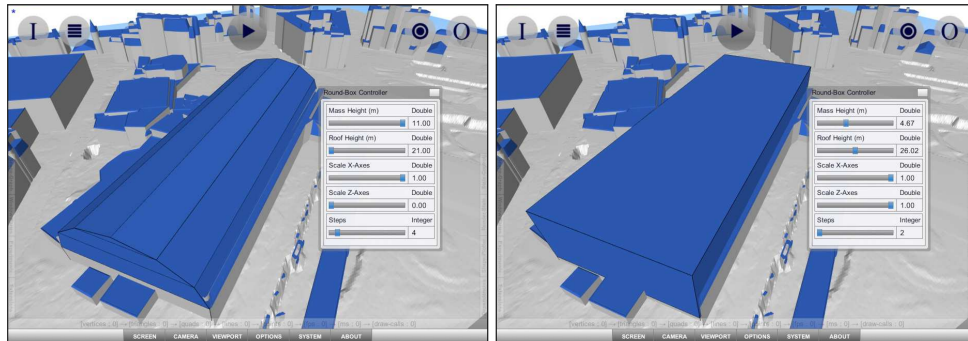 *
I
O
Round-Box Controller
Mass Height (m) Double
11.00
Roof Height (m) Double
21.00
Scale X-Axes Double
1.00
Scale Z-Axes Double
0.00
Steps Integer
4
SCREEN CAMERA VIEWPORT OPTIONS SYSTEM ABOUT
I
O
Round-Box Controller
Mass Height (m) Double
4.67
Roof Height (m) Double
26.02
Scale X-Axes Double
1.00
Scale Z-Axes Double
1.00
Steps Integer
2
SCREEN CAMERA VIEWPORT OPTIONS SYSTEM ABOUT